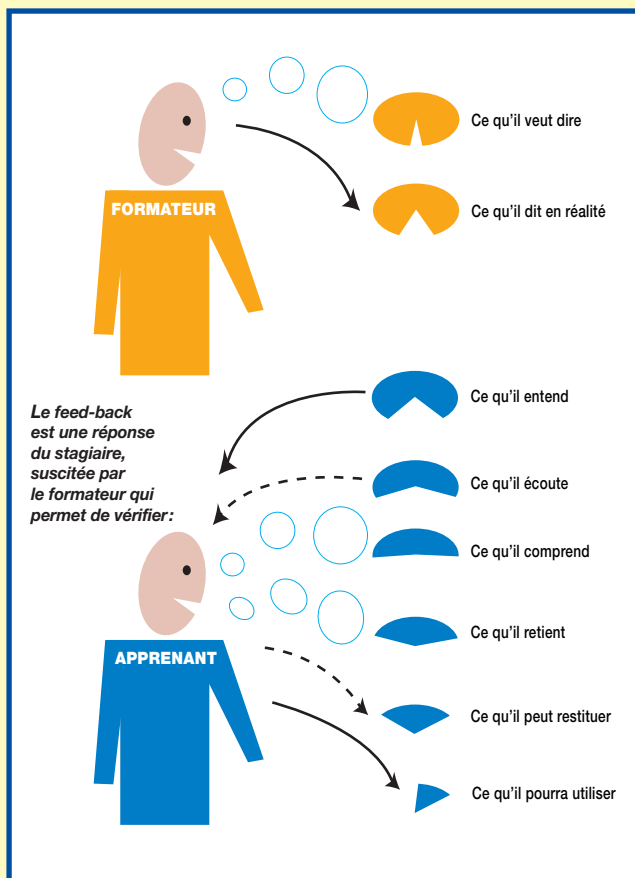 Ce qu'il veut dire
FORMATEUR
Ce qu'il dit en réalité
Ce qu'il entend
Le feed-back
est une réponse
du stagiaire,
suscitée par
le formateur qui
permet de vérifier :
Ce qu'il écoute
Ce qu'il comprend
Ce qu'il retient
APPRENANT
Ce qu'il peut restituer
Ce qu'il pourra utiliser